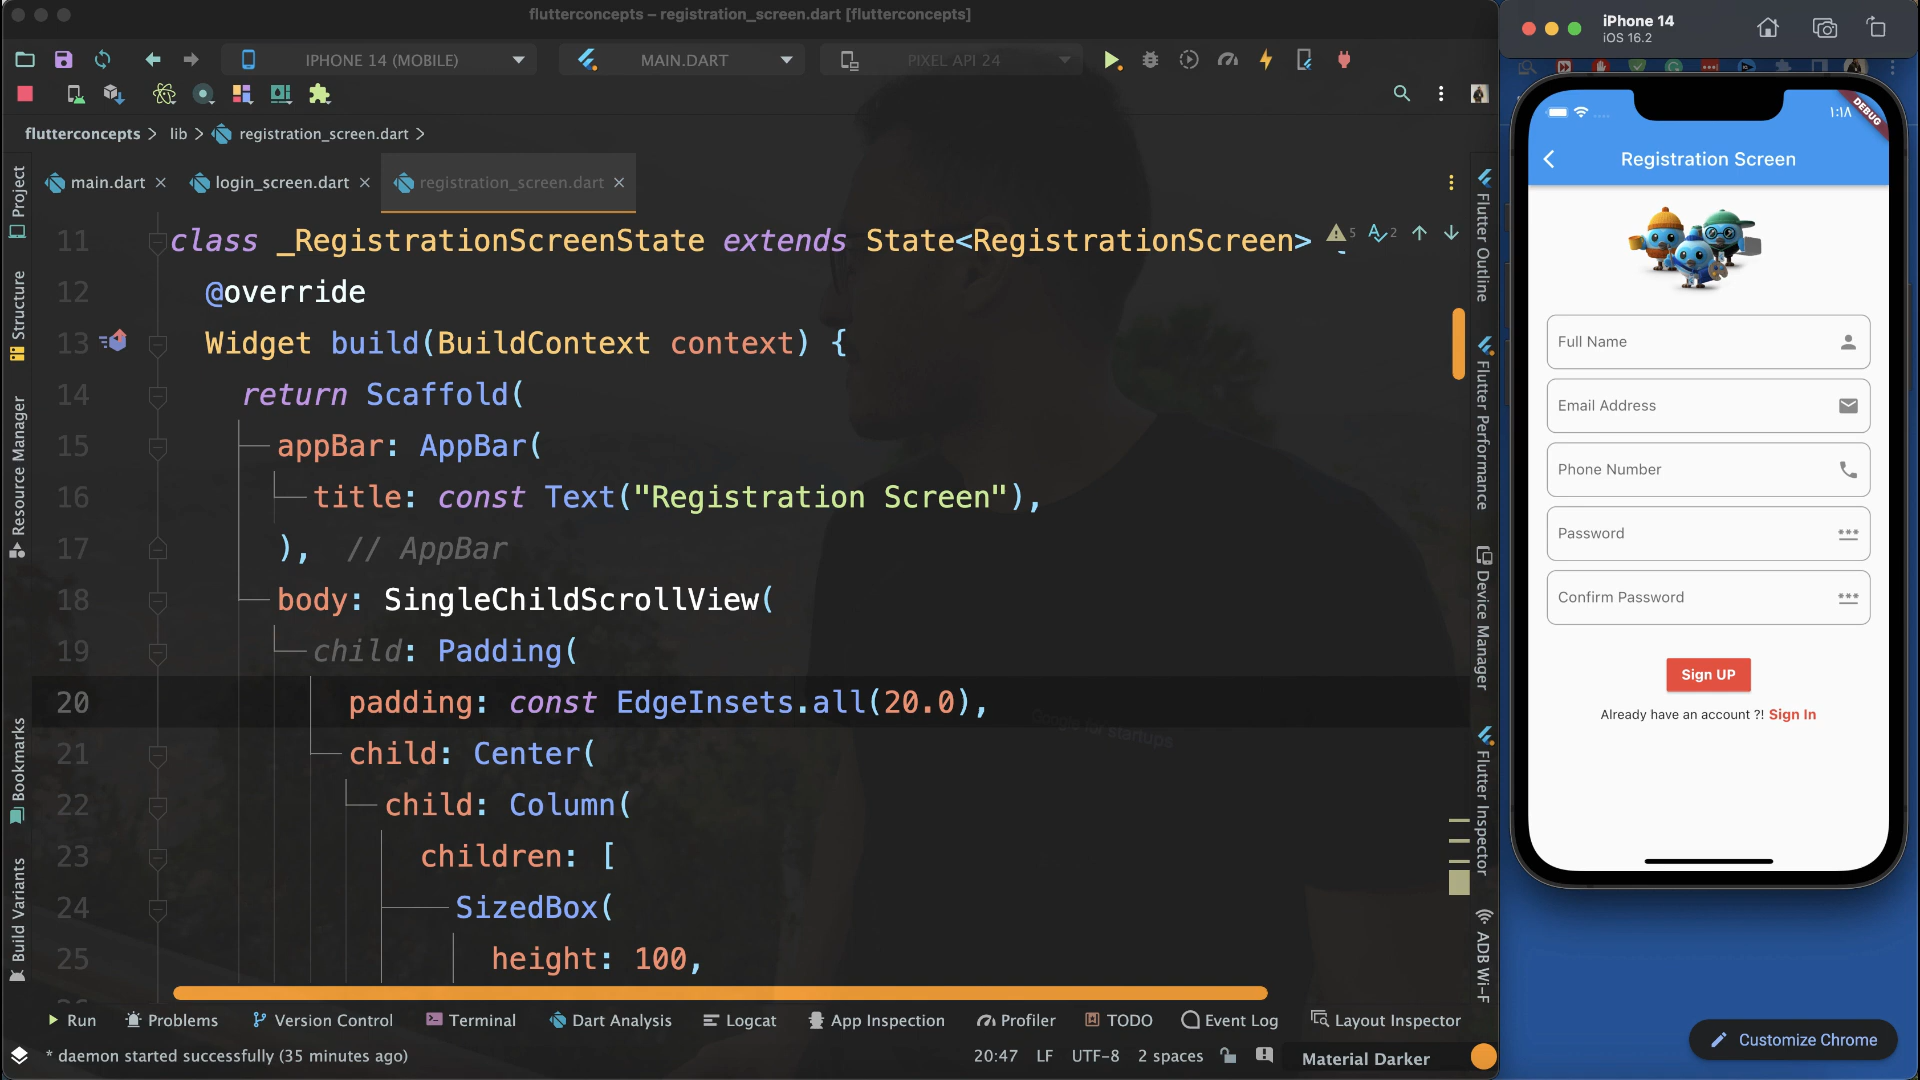 flutterconcepts – registration_screen.dart [flutterconcepts]
IPHONE 14 (MOBILE)
MAIN.DART
PIXEL API 24
flutterconcepts > lib > registration_screen.dart >
main.dart
login_screen.dart
registration_screen.dart
11 class _RegistrationScreenState extends State<RegistrationScreen> {
5
2
12 @override
13 Widget build(BuildContext context) {
14 return Scaffold(
15 appBar: AppBar(
16 title: const Text("Registration Screen"),
17 ), // AppBar
18 body: SingleChildScrollView(
19 child: Padding(
20 padding: const EdgeInsets.all(20.0),
21 child: Center(
22 child: Column(
23 children: [
24 SizedBox(
25 height: 100,
Google for startups
Project
Structure
Resource Manager
Bookmarks
Build Variants
Flutter Outline
Flutter Performance
Device Manager
Flutter Inspector
ADB Wi-F
Run
Problems
Version Control
Terminal
Dart Analysis
Logcat
App Inspection
Profiler
TODO
Event Log
Layout Inspector
* daemon started successfully (35 minutes ago)
20:47
LF
UTF-8
2 spaces
Material Darker
iPhone 14
iOS 16.2
١:١٨
DEBUG
Registration Screen
Full Name
Email Address
Phone Number
Password
Confirm Password
Sign UP
Already have an account ?! Sign In
Customize Chrome